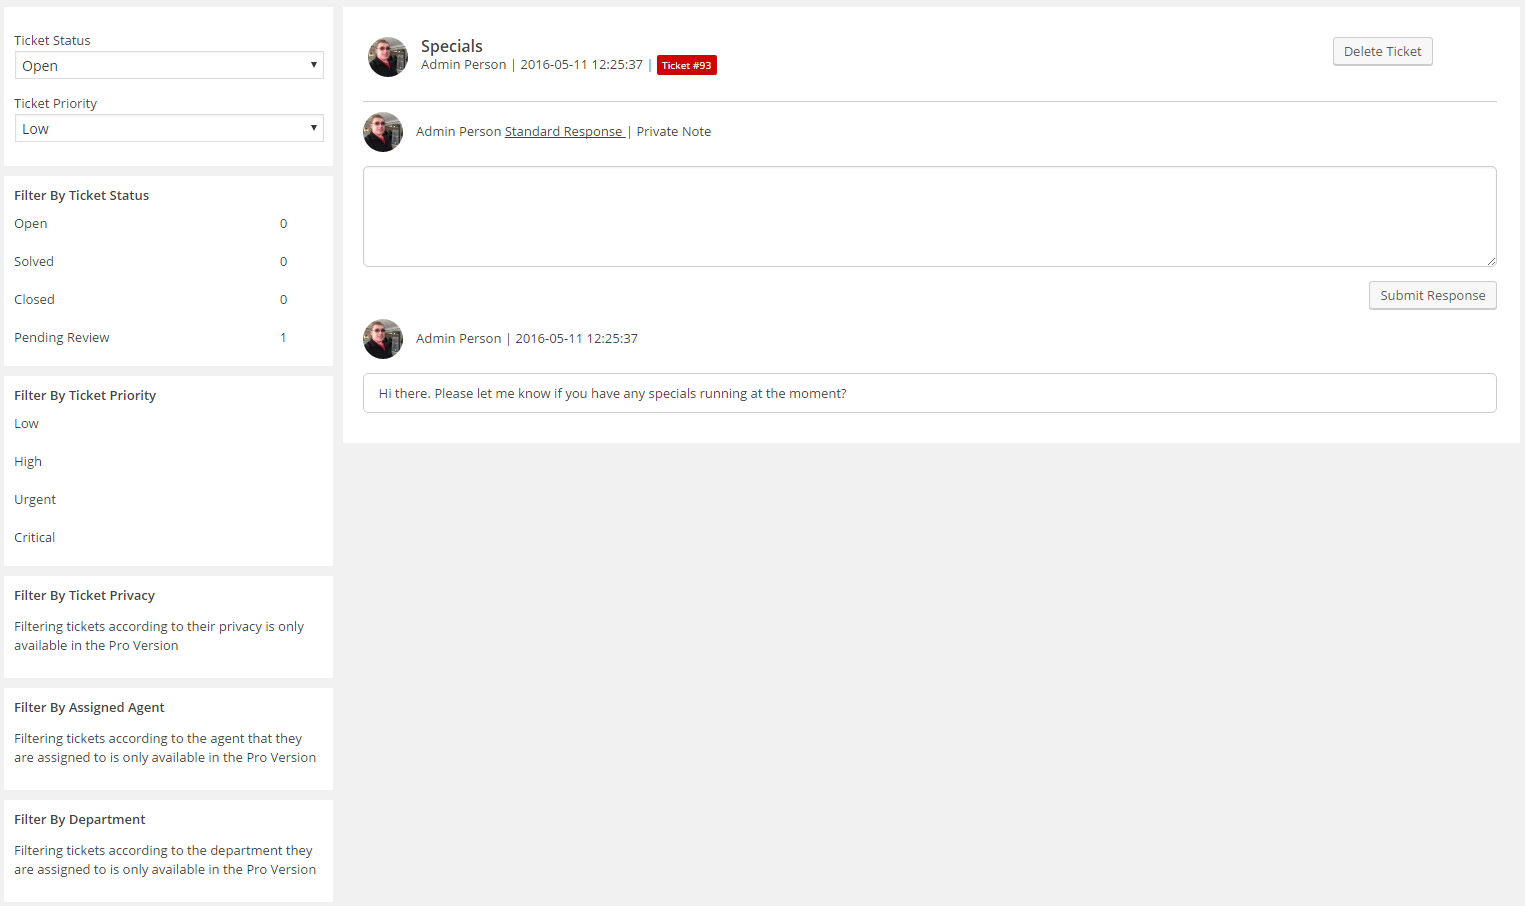 Ticket Status
Open
Ticket Priority
Low
Filter By Ticket Status
Open 0
Solved 0
Closed 0
Pending Review 1
Filter By Ticket Priority
Low
High
Urgent
Critical
Filter By Ticket Privacy
Filtering tickets according to their privacy is only
available in the Pro Version
Filter By Assigned Agent
Filtering tickets according to the agent that they
are assigned to is only available in the Pro Version
Filter By Department
Filtering tickets according to the department they
are assigned to is only available in the Pro Version
Specials
Admin Person | 2016-05-11 12:25:37 | Ticket #93
Delete Ticket
Admin Person Standard Response | Private Note
Submit Response
Admin Person | 2016-05-11 12:25:37
Hi there. Please let me know if you have any specials running at the moment?